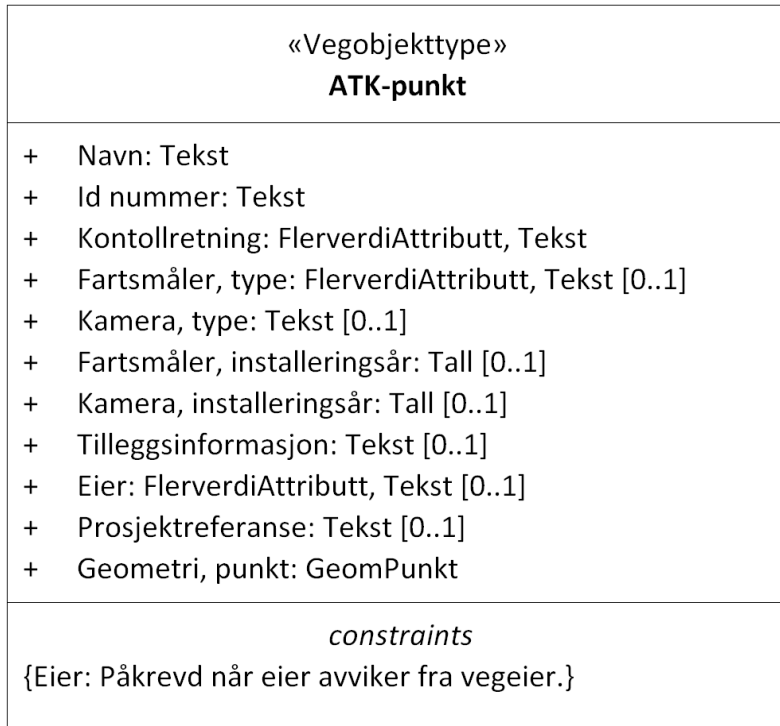 «Vegobjekttype»
ATK-punkt
+ Navn: Tekst
+ Id nummer: Tekst
+ Kontollretning: FlerverdiAttributt, Tekst
+ Fartsmåler, type: FlerverdiAttributt, Tekst [0..1]
+ Kamera, type: Tekst [0..1]
+ Fartsmåler, installeringsår: Tall [0..1]
+ Kamera, installeringsår: Tall [0..1]
+ Tilleggsinformasjon: Tekst [0..1]
+ Eier: FlerverdiAttributt, Tekst [0..1]
+ Prosjektreferanse: Tekst [0..1]
+ Geometri, punkt: GeomPunkt
constraints
{Eier: Påkrevd når eier avviker fra vegeier.}